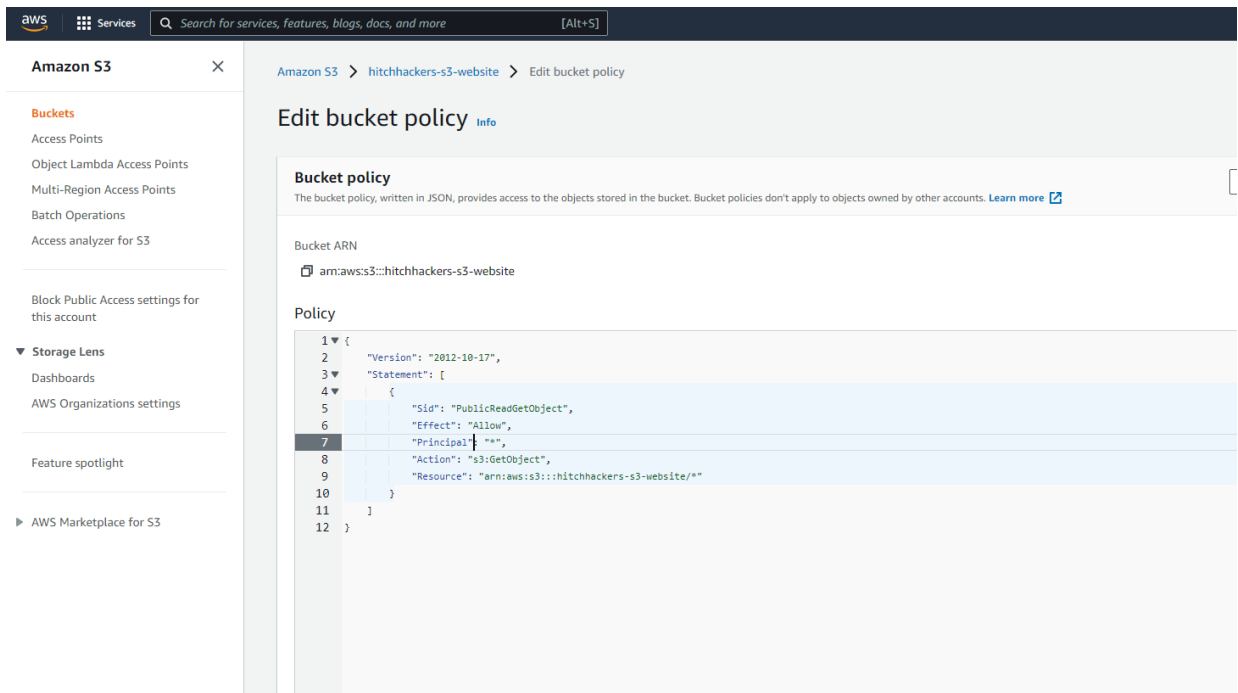 aws
Services
Search for services, features, blogs, docs, and more [Alt+S]
Amazon S3
Buckets
Access Points
Object Lambda Access Points
Multi-Region Access Points
Batch Operations
Access analyzer for S3
Block Public Access settings for
this account
Storage Lens
Dashboards
AWS Organizations settings
Feature spotlight
AWS Marketplace for S3
Amazon S3 > hitchhackers-s3-website > Edit bucket policy
Edit bucket policy Info
Bucket policy
The bucket policy, written in JSON, provides access to the objects stored in the bucket. Bucket policies don't apply to objects owned by other accounts. Learn more
Bucket ARN
arn:aws:s3:::hitchhackers-s3-website
Policy
1 {
2 "Version": "2012-10-17",
3 "Statement": [
4 {
5 "Sid": "PublicReadGetObject",
6 "Effect": "Allow",
7 "Principal": "*",
8 "Action": "s3:GetObject",
9 "Resource": "arn:aws:s3:::hitchhackers-s3-website/*"
10 }
11 ]
12 }